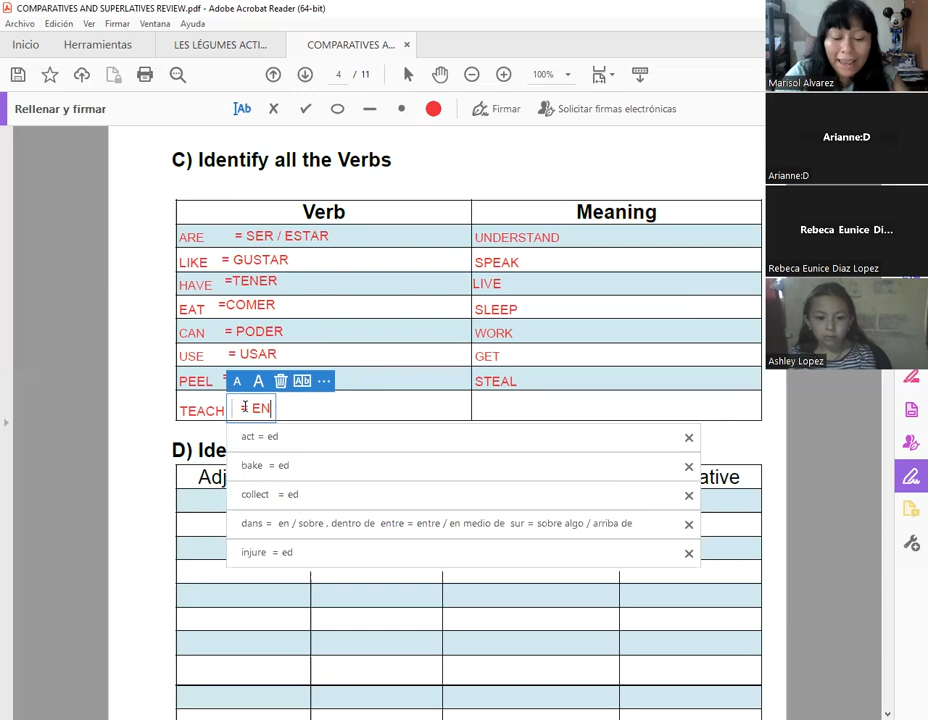 COMPARATIVES AND SUPERLATIVES REVIEW.pdf - Adobe Acrobat Reader (64-bit)
Archivo Edición Ver Firmar Ventana Ayuda
Inicio Herramientas LES LÉGUMES ACTI... COMPARATIVES A... ×
4 / 11 100%
Rellenar y firmar Ab Firmar Solicitar firmas electrónicas
C) Identify all the Verbs
Verb Meaning
ARE = SER / ESTAR UNDERSTAND
LIKE = GUSTAR SPEAK
HAVE =TENER LIVE
EAT =COMER SLEEP
CAN = PODER WORK
USE = USAR GET
PEEL = STEAL
A A Ab ...
TEACH = EN
act = ed
D) Ide
bake = ed
Adj ative
collect = ed
dans = en / sobre , dentro de entre = entre / en medio de sur = sobre algo / arriba de
injure = ed
Marisol Alvarez
Arianne:D
Arianne:D
Rebeca Eunice Di...
Rebeca Eunice Diaz Lopez
Ashley Lopez